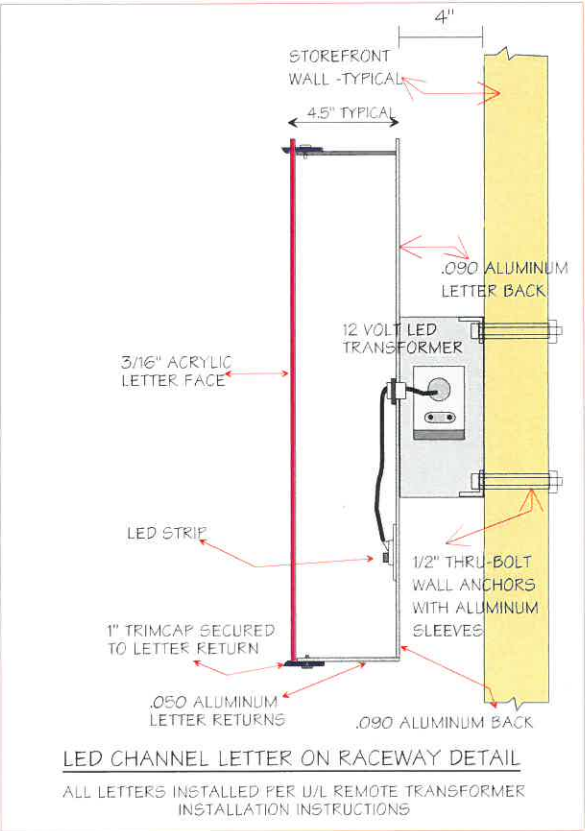 4"
STOREFRONT
WALL -TYPICAL
4.5" TYPICAL
.090 ALUMINUM
LETTER BACK
12 VOLT LED
TRANSFORMER
3/16" ACRYLIC
LETTER FACE
LED STRIP
1/2" THRU-BOLT
WALL ANCHORS
WITH ALUMINUM
SLEEVES
1" TRIMCAP SECURED
TO LETTER RETURN
.050 ALUMINUM
LETTER RETURNS
.090 ALUMINUM BACK
LED CHANNEL LETTER ON RACEWAY DETAIL
ALL LETTERS INSTALLED PER U/L REMOTE TRANSFORMER
INSTALLATION INSTRUCTIONS